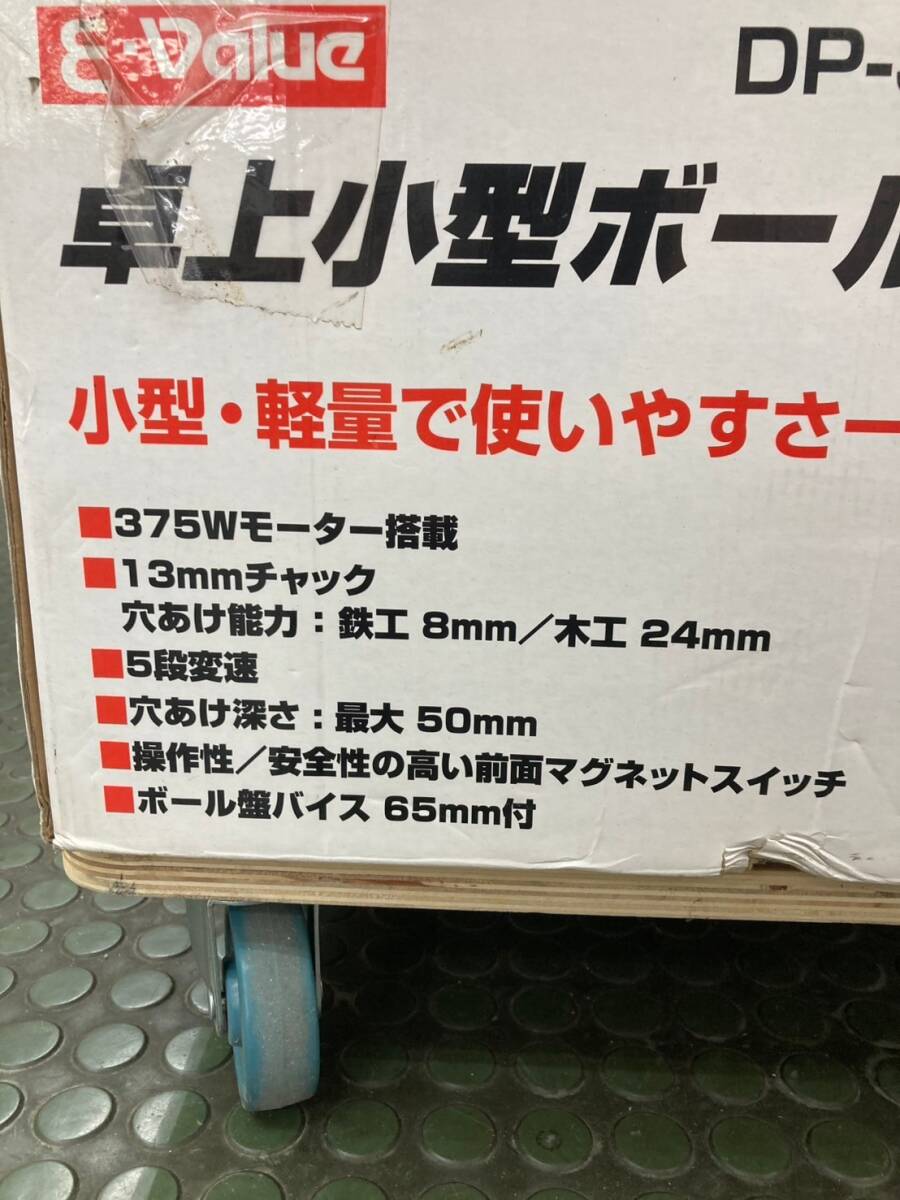 E-Value
DP-
卓上小型ボール
小型・軽量で使いやすさ一
■375Wモーター搭載
■13mmチャック
穴あけ能力：鉄工 8mm／木工 24mm
■5段変速
■穴あけ深さ：最大 50mm
■操作性／安全性の高い前面マグネットスイッチ
■ボール盤バイス 65mm付